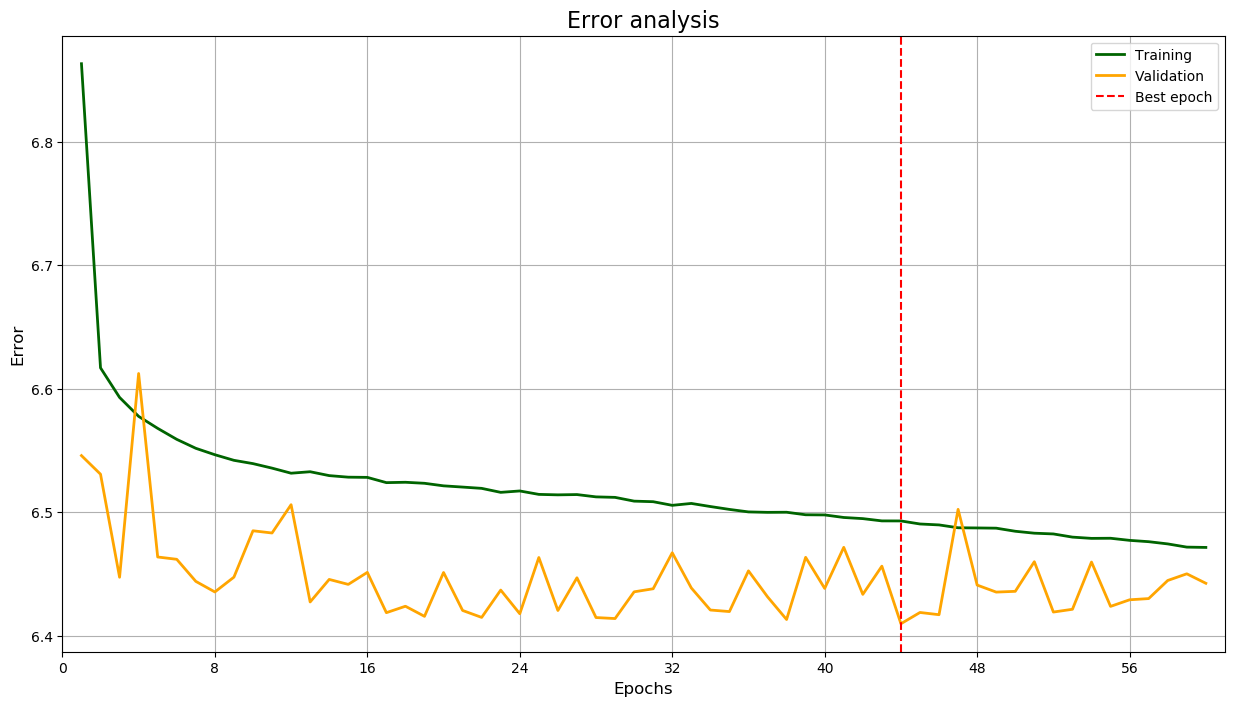 Error analysis
Training
Validation
Best epoch
Error
6.8
6.7
6.6
6.5
6.4
0 8 16 24 32 40 48 56
Epochs